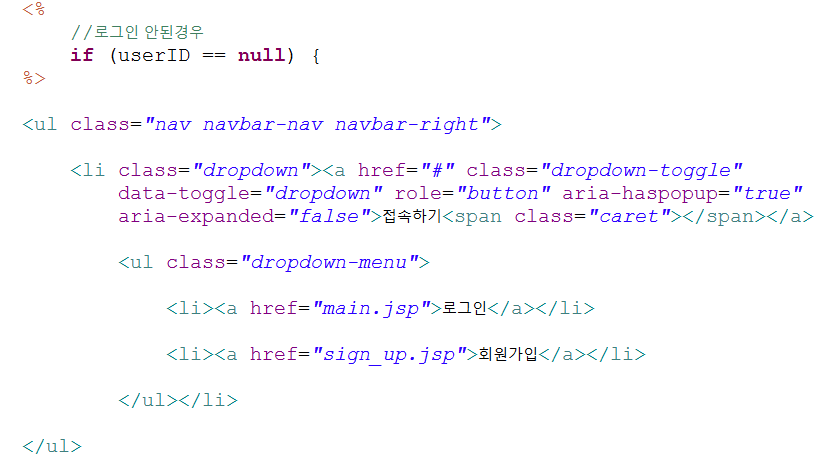 <%
//로그인 안된경우
if (userID == null) {
%>
<ul class="nav navbar-nav navbar-right">
<li class="dropdown"><a href="#" class="dropdown-toggle"
data-toggle="dropdown" role="button" aria-haspopup="true"
aria-expanded="false">접속하기<span class="caret"></span></a>
<ul class="dropdown-menu">
<li><a href="main.jsp">로그인</a></li>
<li><a href="sign_up.jsp">회원가입</a></li>
</ul></li>
</ul>